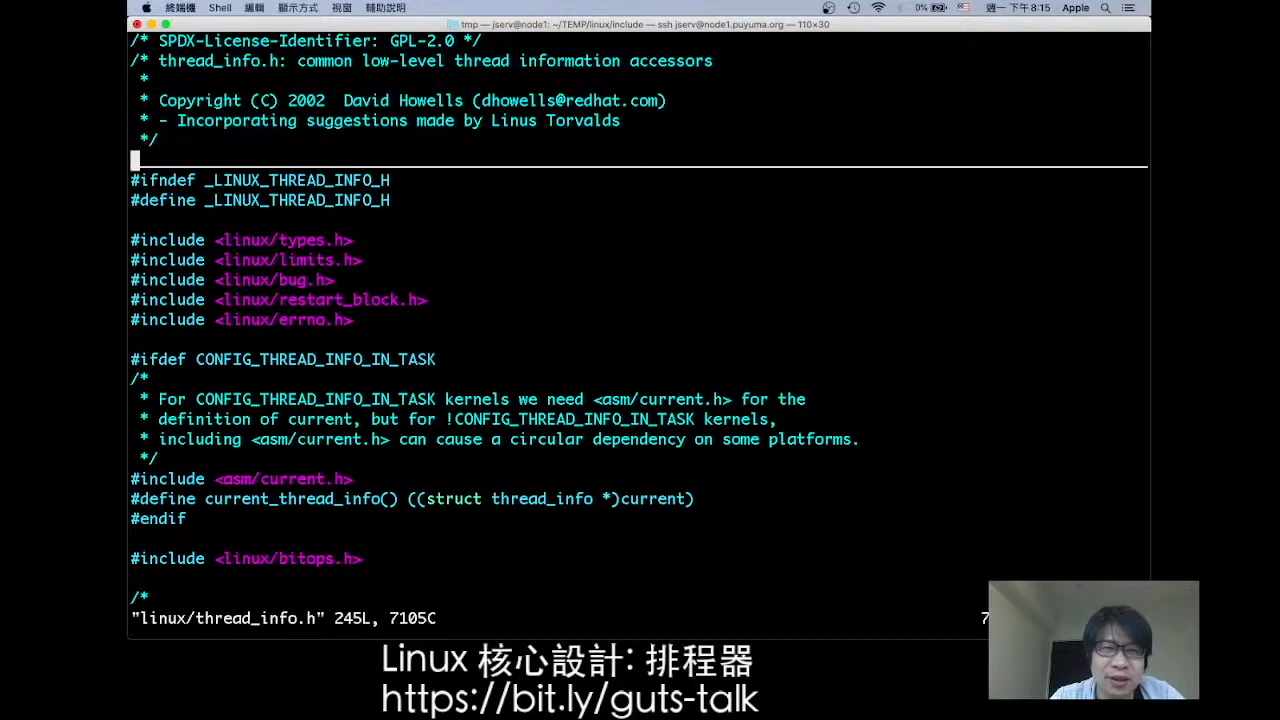 終端機 Shell 編輯 顯示方式 視窗 輔助說明 0% 週一 下午8:15 Apple
tmp — jserv@node1: ~/TEMP/linux/include — ssh jserv@node1.puyuma.org — 110×30
/* SPDX-License-Identifier: GPL-2.0 */
/* thread_info.h: common low-level thread information accessors
 *
 * Copyright (C) 2002  David Howells (dhowells@redhat.com)
 * - Incorporating suggestions made by Linus Torvalds
 */
#ifndef _LINUX_THREAD_INFO_H
#define _LINUX_THREAD_INFO_H
#include <linux/types.h>
#include <linux/limits.h>
#include <linux/bug.h>
#include <linux/restart_block.h>
#include <linux/errno.h>
#ifdef CONFIG_THREAD_INFO_IN_TASK
/*
 * For CONFIG_THREAD_INFO_IN_TASK kernels we need <asm/current.h> for the
 * definition of current, but for !CONFIG_THREAD_INFO_IN_TASK kernels,
 * including <asm/current.h> can cause a circular dependency on some platforms.
 */
#include <asm/current.h>
#define current_thread_info() ((struct thread_info *)current)
#endif
#include <linux/bitops.h>
/*
"linux/thread_info.h" 245L, 7105C 7
Linux 核心設計: 排程器
https://bit.ly/guts-talk